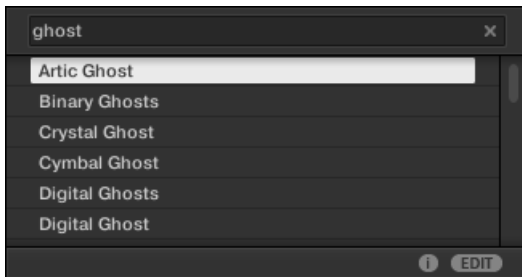 ghost
Artic Ghost
Binary Ghosts
Crystal Ghost
Cymbal Ghost
Digital Ghosts
Digital Ghost
i EDIT